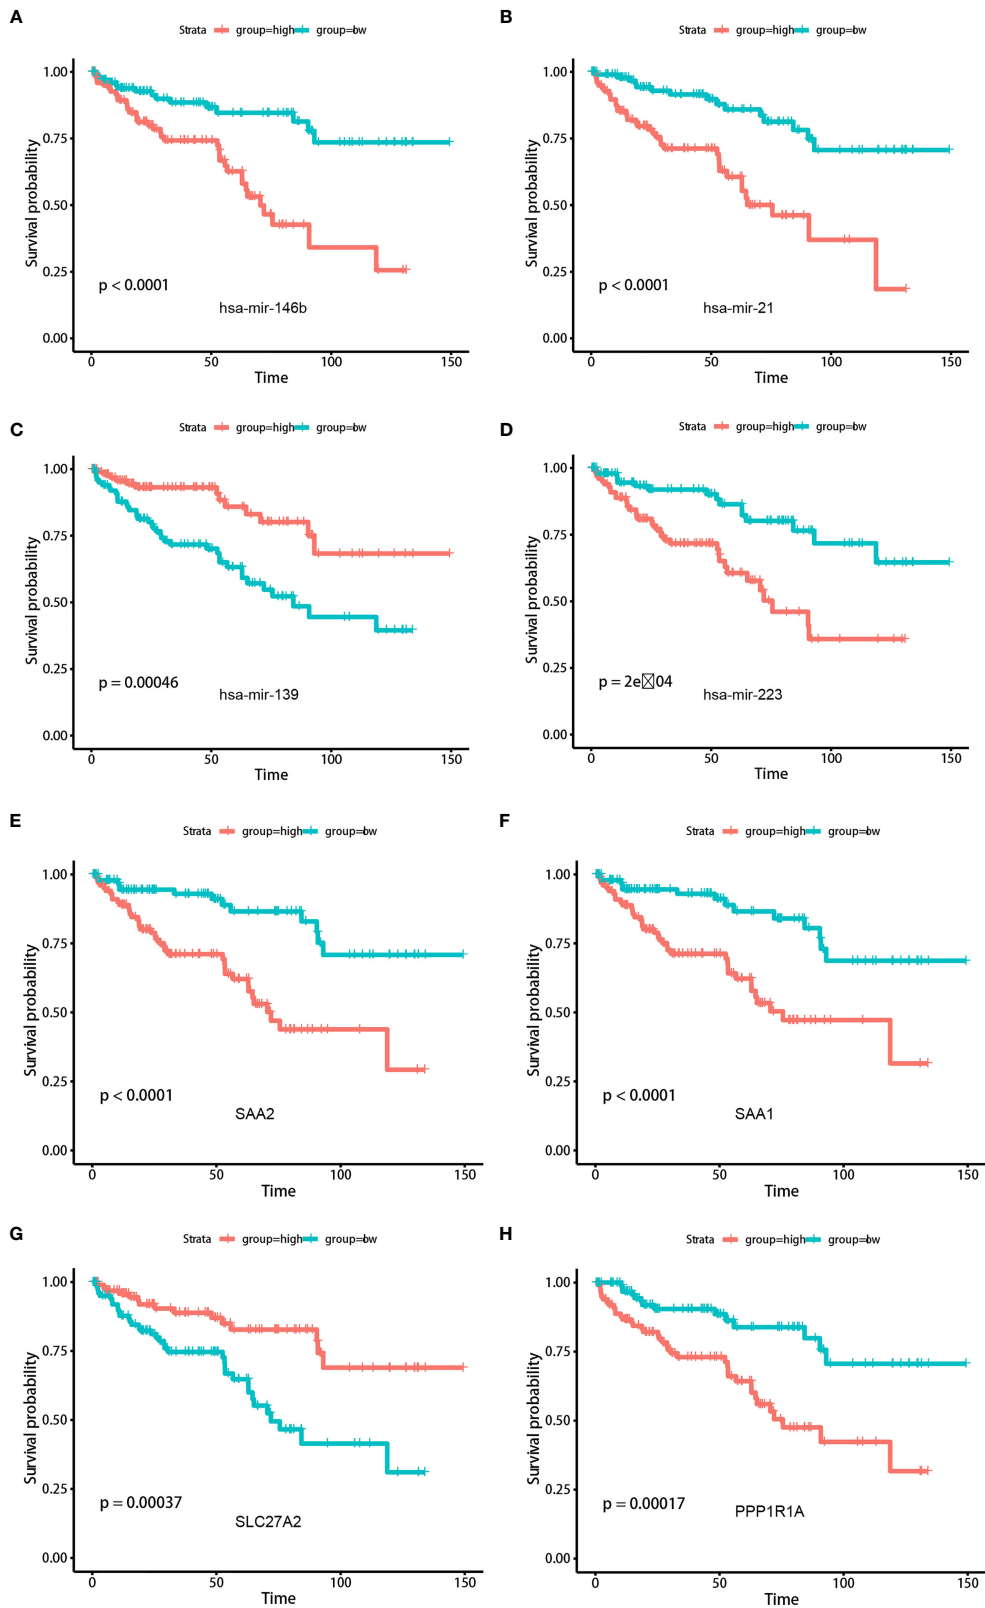 A
Strata group=high group=low
Survival probability
1.00
0.75
0.50
0.25
0.00
p < 0.0001
hsa-mir-146b
0 50 100 150
Time
B
Strata group=high group=low
Survival probability
1.00
0.75
0.50
0.25
0.00
p < 0.0001
hsa-mir-21
0 50 100 150
Time
C
Strata group=high group=low
Survival probability
1.00
0.75
0.50
0.25
0.00
p = 0.00046
hsa-mir-139
0 50 100 150
Time
D
Strata group=high group=low
Survival probability
1.00
0.75
0.50
0.25
0.00
p = 2e☒04
hsa-mir-223
0 50 100 150
Time
E
Strata group=high group=low
Survival probability
1.00
0.75
0.50
0.25
0.00
p < 0.0001
SAA2
0 50 100 150
Time
F
Strata group=high group=low
Survival probability
1.00
0.75
0.50
0.25
0.00
p < 0.0001
SAA1
0 50 100 150
Time
G
Strata group=high group=low
Survival probability
1.00
0.75
0.50
0.25
0.00
p = 0.00037
SLC27A2
0 50 100 150
Time
H
Strata group=high group=low
Survival probability
1.00
0.75
0.50
0.25
0.00
p = 0.00017
PPP1R1A
0 50 100 150
Time